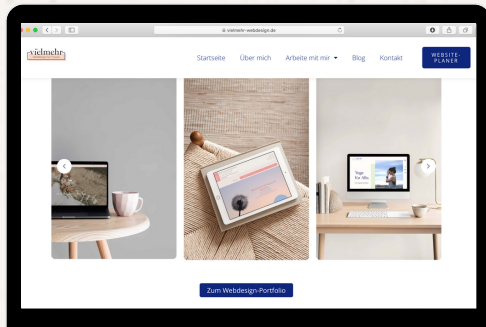 vielmehr-webdesign.de
vielmehr
Startseite
Über mich
Arbeite mit mir
Blog
Kontakt
WEBSITE-
PLANER
Yoga
für Alle.
Zum Webdesign-Portfolio